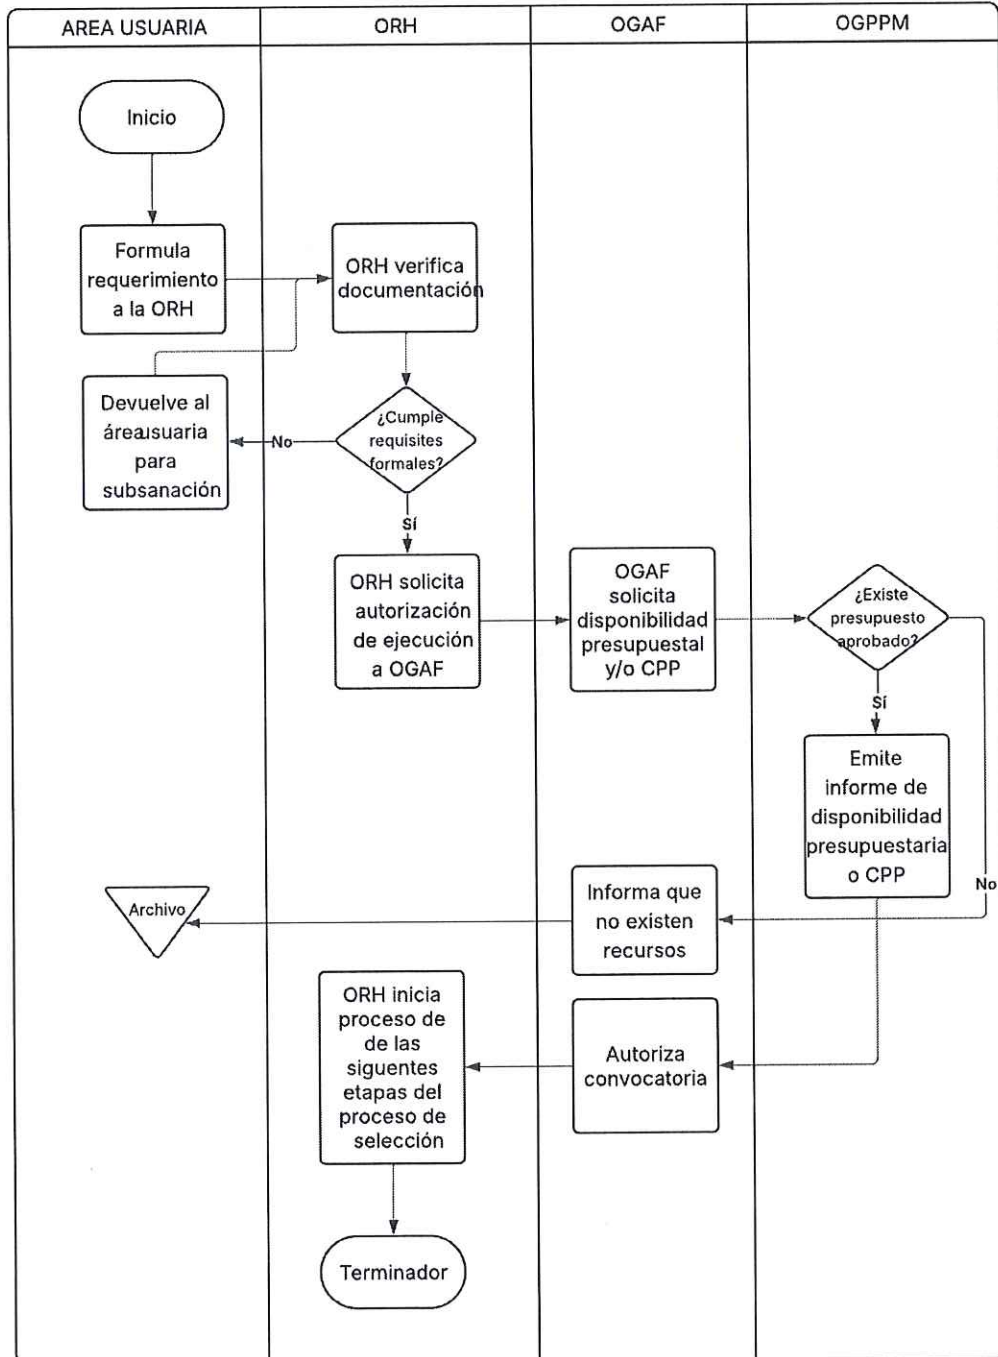 AREA USUARIA
ORH
OGAF
OGPPM
Inicio
Formula
requerimiento
a la ORH
ORH verifica
documentación
Devuelve al
áreausuaria
para
subsanación
No
¿Cumple
requisites
formales?
Sí
ORH solicita
autorización
de ejecución
a OGAF
OGAF
solicita
disponibilidad
presupuestal
y/o CPP
¿Existe
presupuesto
aprobado?
Sí
Emite
informe de
disponibilidad
presupuestaria
o CPP
No
Informa que
no existen
recursos
Archivo
ORH inicia
proceso de
de las
siguentes
etapas del
proceso de
selección
Autoriza
convocatoria
Terminador